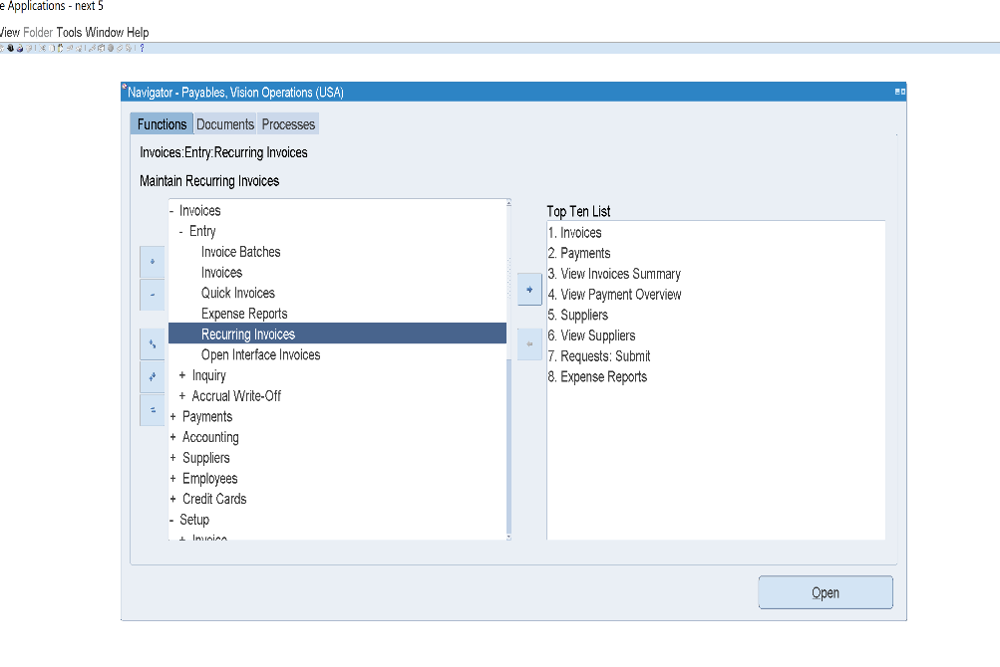 e Applications - next 5
View Folder Tools Window Help
Navigator - Payables, Vision Operations (USA)
Functions Documents Processes
Invoices:Entry:Recurring Invoices
Maintain Recurring Invoices
- Invoices
- Entry
Invoice Batches
Invoices
Quick Invoices
Expense Reports
Recurring Invoices
Open Interface Invoices
+ Inquiry
+ Accrual Write-Off
+ Payments
+ Accounting
+ Suppliers
+ Employees
+ Credit Cards
- Setup
+ Invoice
Top Ten List
1. Invoices
2. Payments
3. View Invoices Summary
4. View Payment Overview
5. Suppliers
6. View Suppliers
7. Requests: Submit
8. Expense Reports
Open